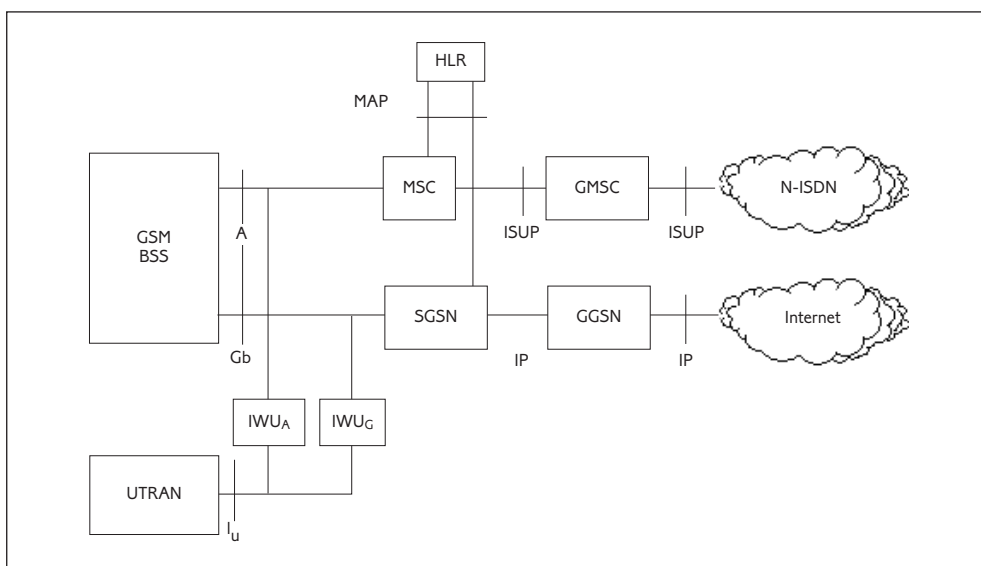 HLR
MAP
MSC
GMSC
N-ISDN
GSM
BSS
A
ISUP
ISUP
SGSN
GGSN
Internet
Gb
IP
IP
IWUA
IWUG
UTRAN
Iu